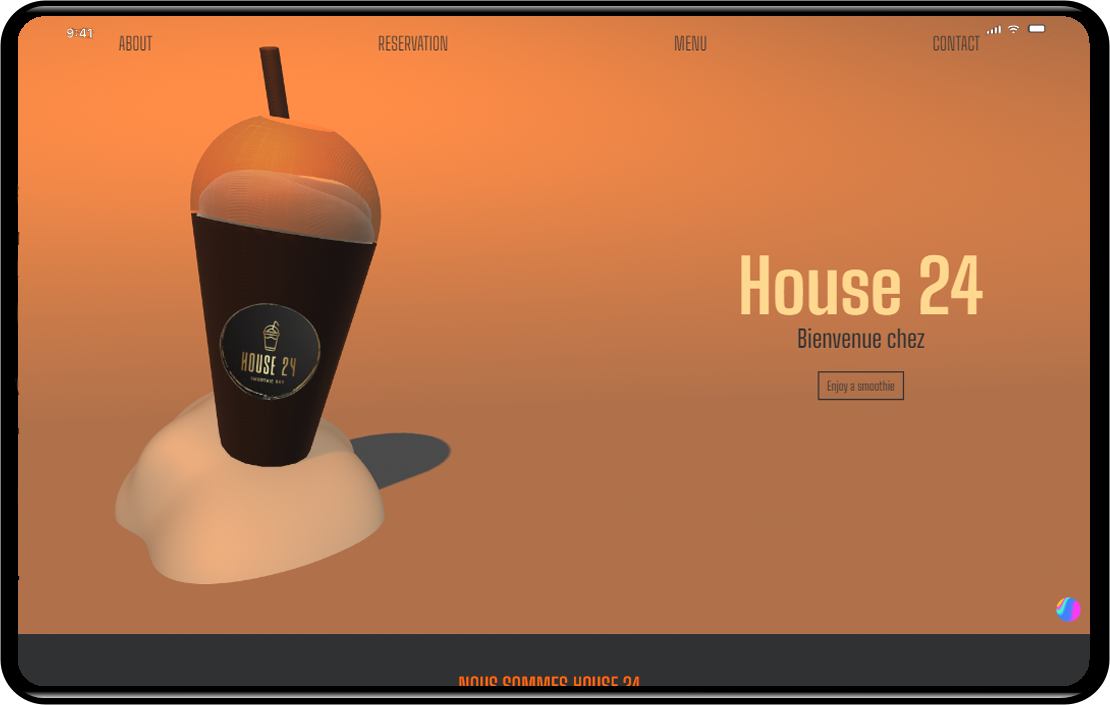 9:41
ABOUT
RESERVATION
MENU
CONTACT
House 24
Bienvenue chez
Enjoy a smoothie
HOUSE 24
SMOOTHIE BAR
NOUS SOMMES HOUSE 24